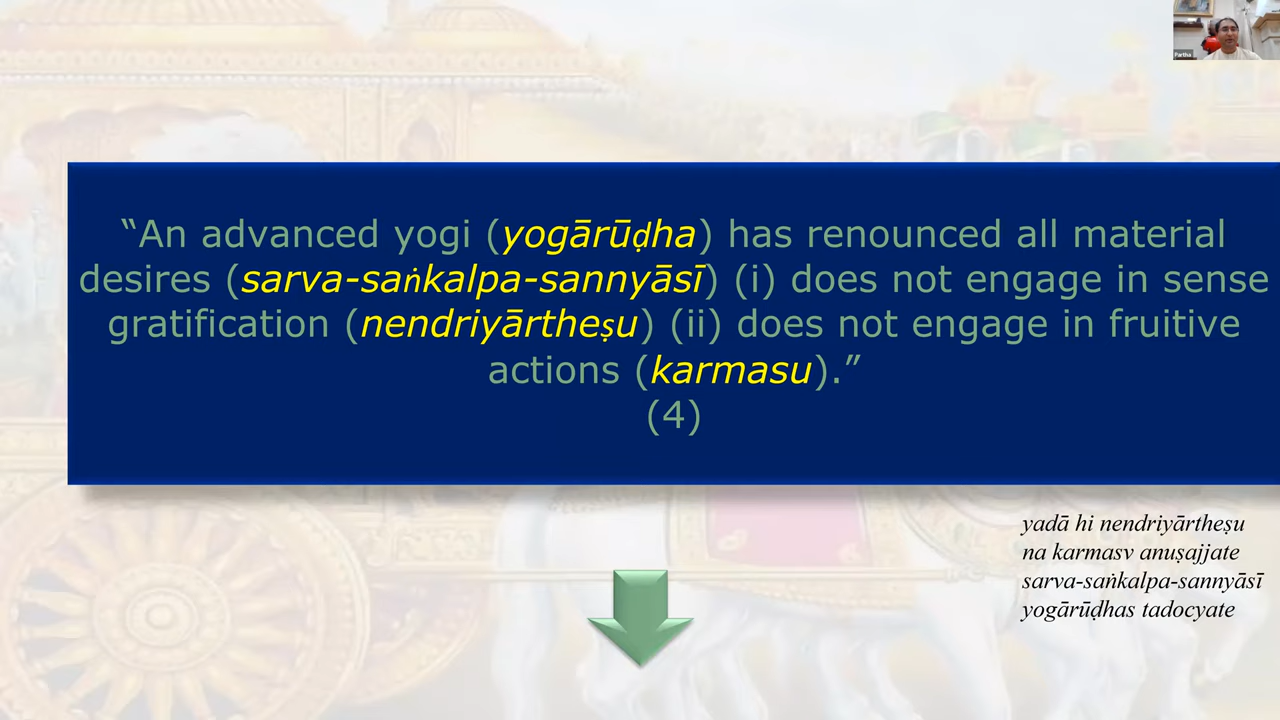 Partha
“An advanced yogi (yogārūḍha) has renounced all material
desires (sarva-saṅkalpa-sannyāsī) (i) does not engage in sense
gratification (nendriyārtheṣu) (ii) does not engage in fruitive
actions (karmasu).”
(4)
yadā hi nendriyārtheṣu
na karmasv anuṣajjate
sarva-saṅkalpa-sannyāsī
yogārūḍhas tadocyate